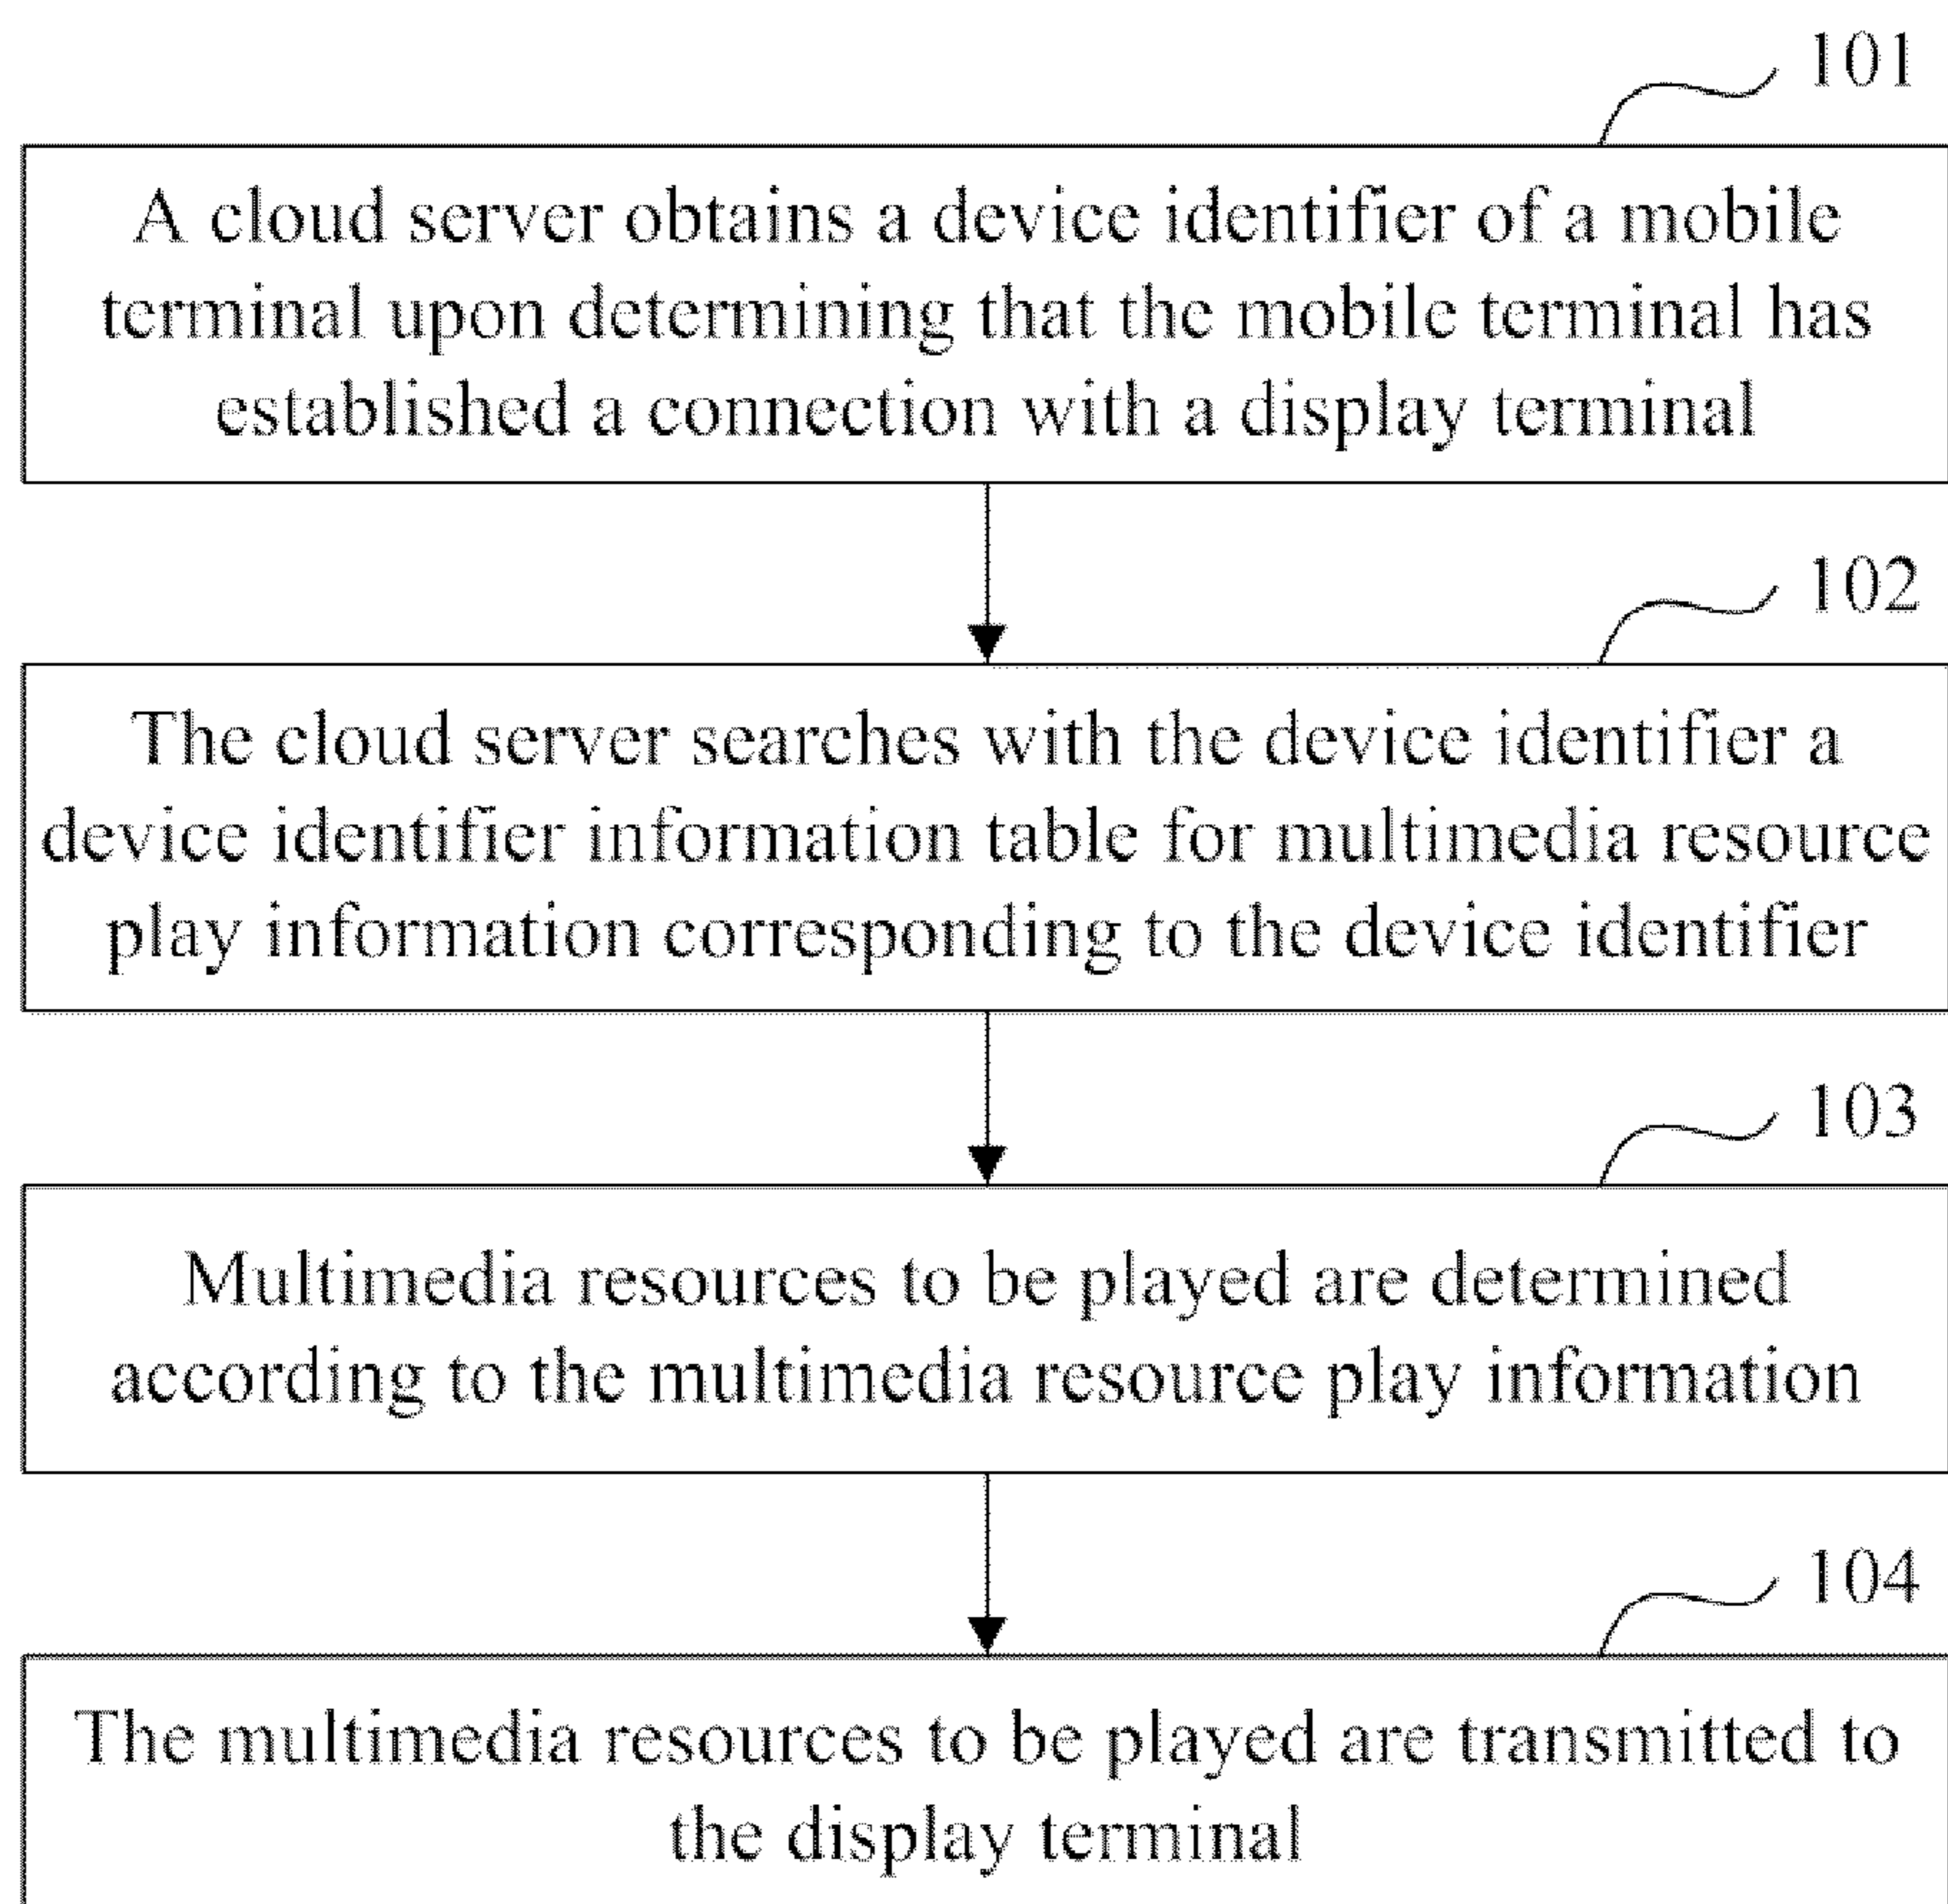 101
A cloud server obtains a device identifier of a mobile
terminal upon determining that the mobile terminal has
established a connection with a display terminal
102
The cloud server searches with the device identifier a
device identifier information table for multimedia resource
play information corresponding to the device identifier
103
Multimedia resources to be played are determined
according to the multimedia resource play information
104
The multimedia resources to be played are transmitted to
the display terminal